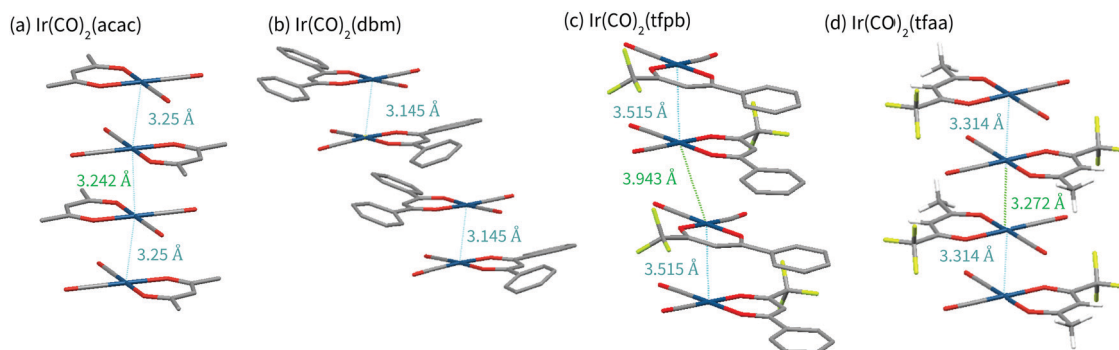 (a) Ir(CO)₂(acac)
3.25 Å
3.242 Å
3.25 Å
(b) Ir(CO)₂(dbm)
3.145 Å
3.145 Å
(c) Ir(CO)₂(tfpb)
3.515 Å
3.943 Å
3.515 Å
(d) Ir(CO)₂(tfaa)
3.314 Å
3.272 Å
3.314 Å